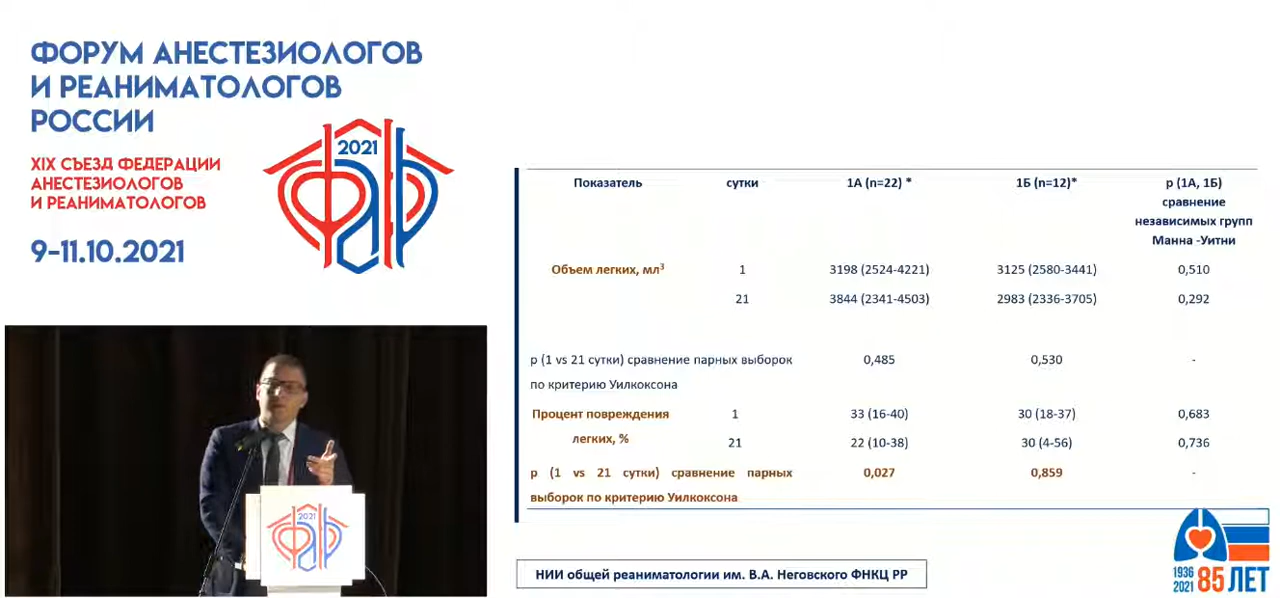 ФОРУМ АНЕСТЕЗИОЛОГОВ
И РЕАНИМАТОЛОГОВ
РОССИИ
XIX СЪЕЗД ФЕДЕРАЦИИ
АНЕСТЕЗИОЛОГОВ
И РЕАНИМАТОЛОГОВ
9-11.10.2021
2021
ФАР
Показатель сутки 1А (n=22) * 1Б (n=12)* р (1А, 1Б)
сравнение
независимых групп
Манна -Уитни
Объем легких, мл³ 1 3198 (2524-4221) 3125 (2580-3441) 0,510
21 3844 (2341-4503) 2983 (2336-3705) 0,292
р (1 vs 21 сутки) сравнение парных выборок 0,485 0,530 -
по критерию Уилкоксона
Процент повреждения 1 33 (16-40) 30 (18-37) 0,683
легких, % 21 22 (10-38) 30 (4-56) 0,736
р (1 vs 21 сутки) сравнение парных 0,027 0,859 -
выборок по критерию Уилкоксона
НИИ общей реаниматологии им. В.А. Неговского ФНКЦ РР
1936
2021 85 ЛЕТ
2021
ФАР